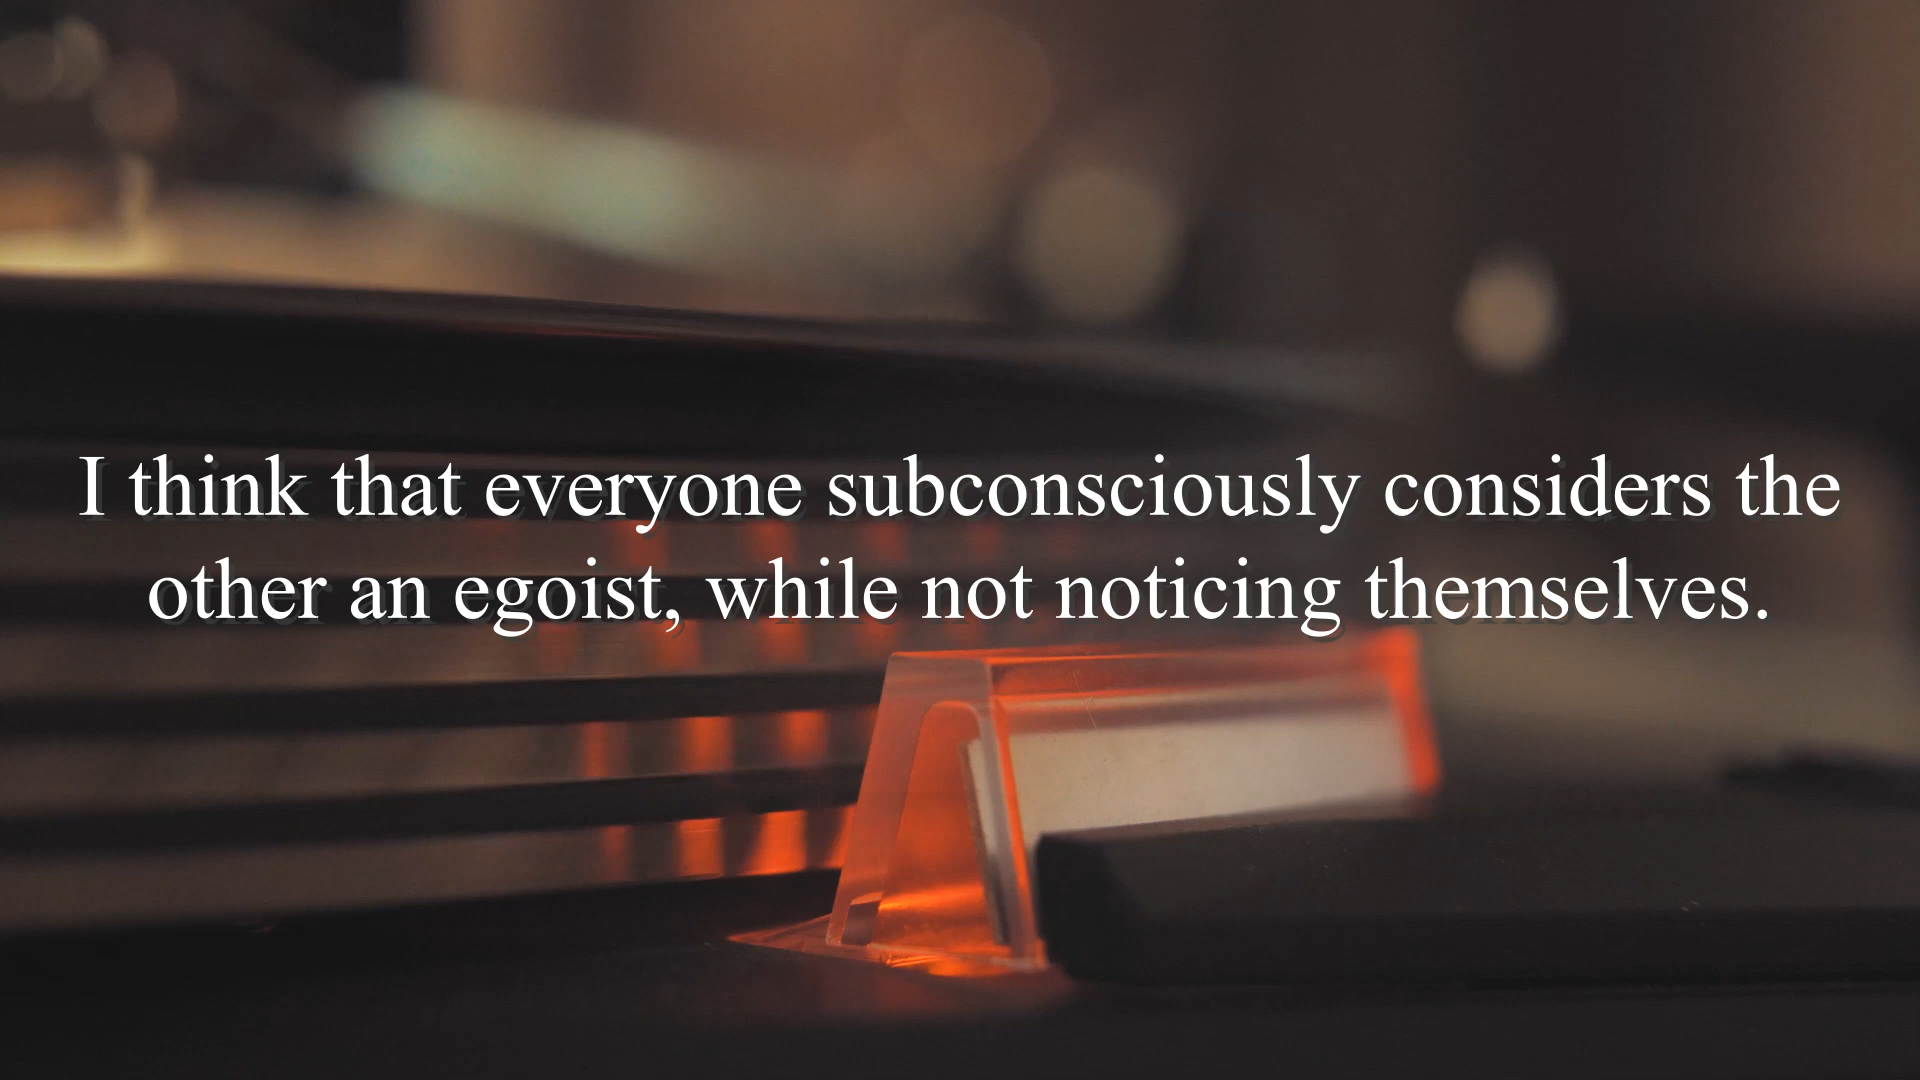 I think that everyone subconsciously considers the
other an egoist, while not noticing themselves.